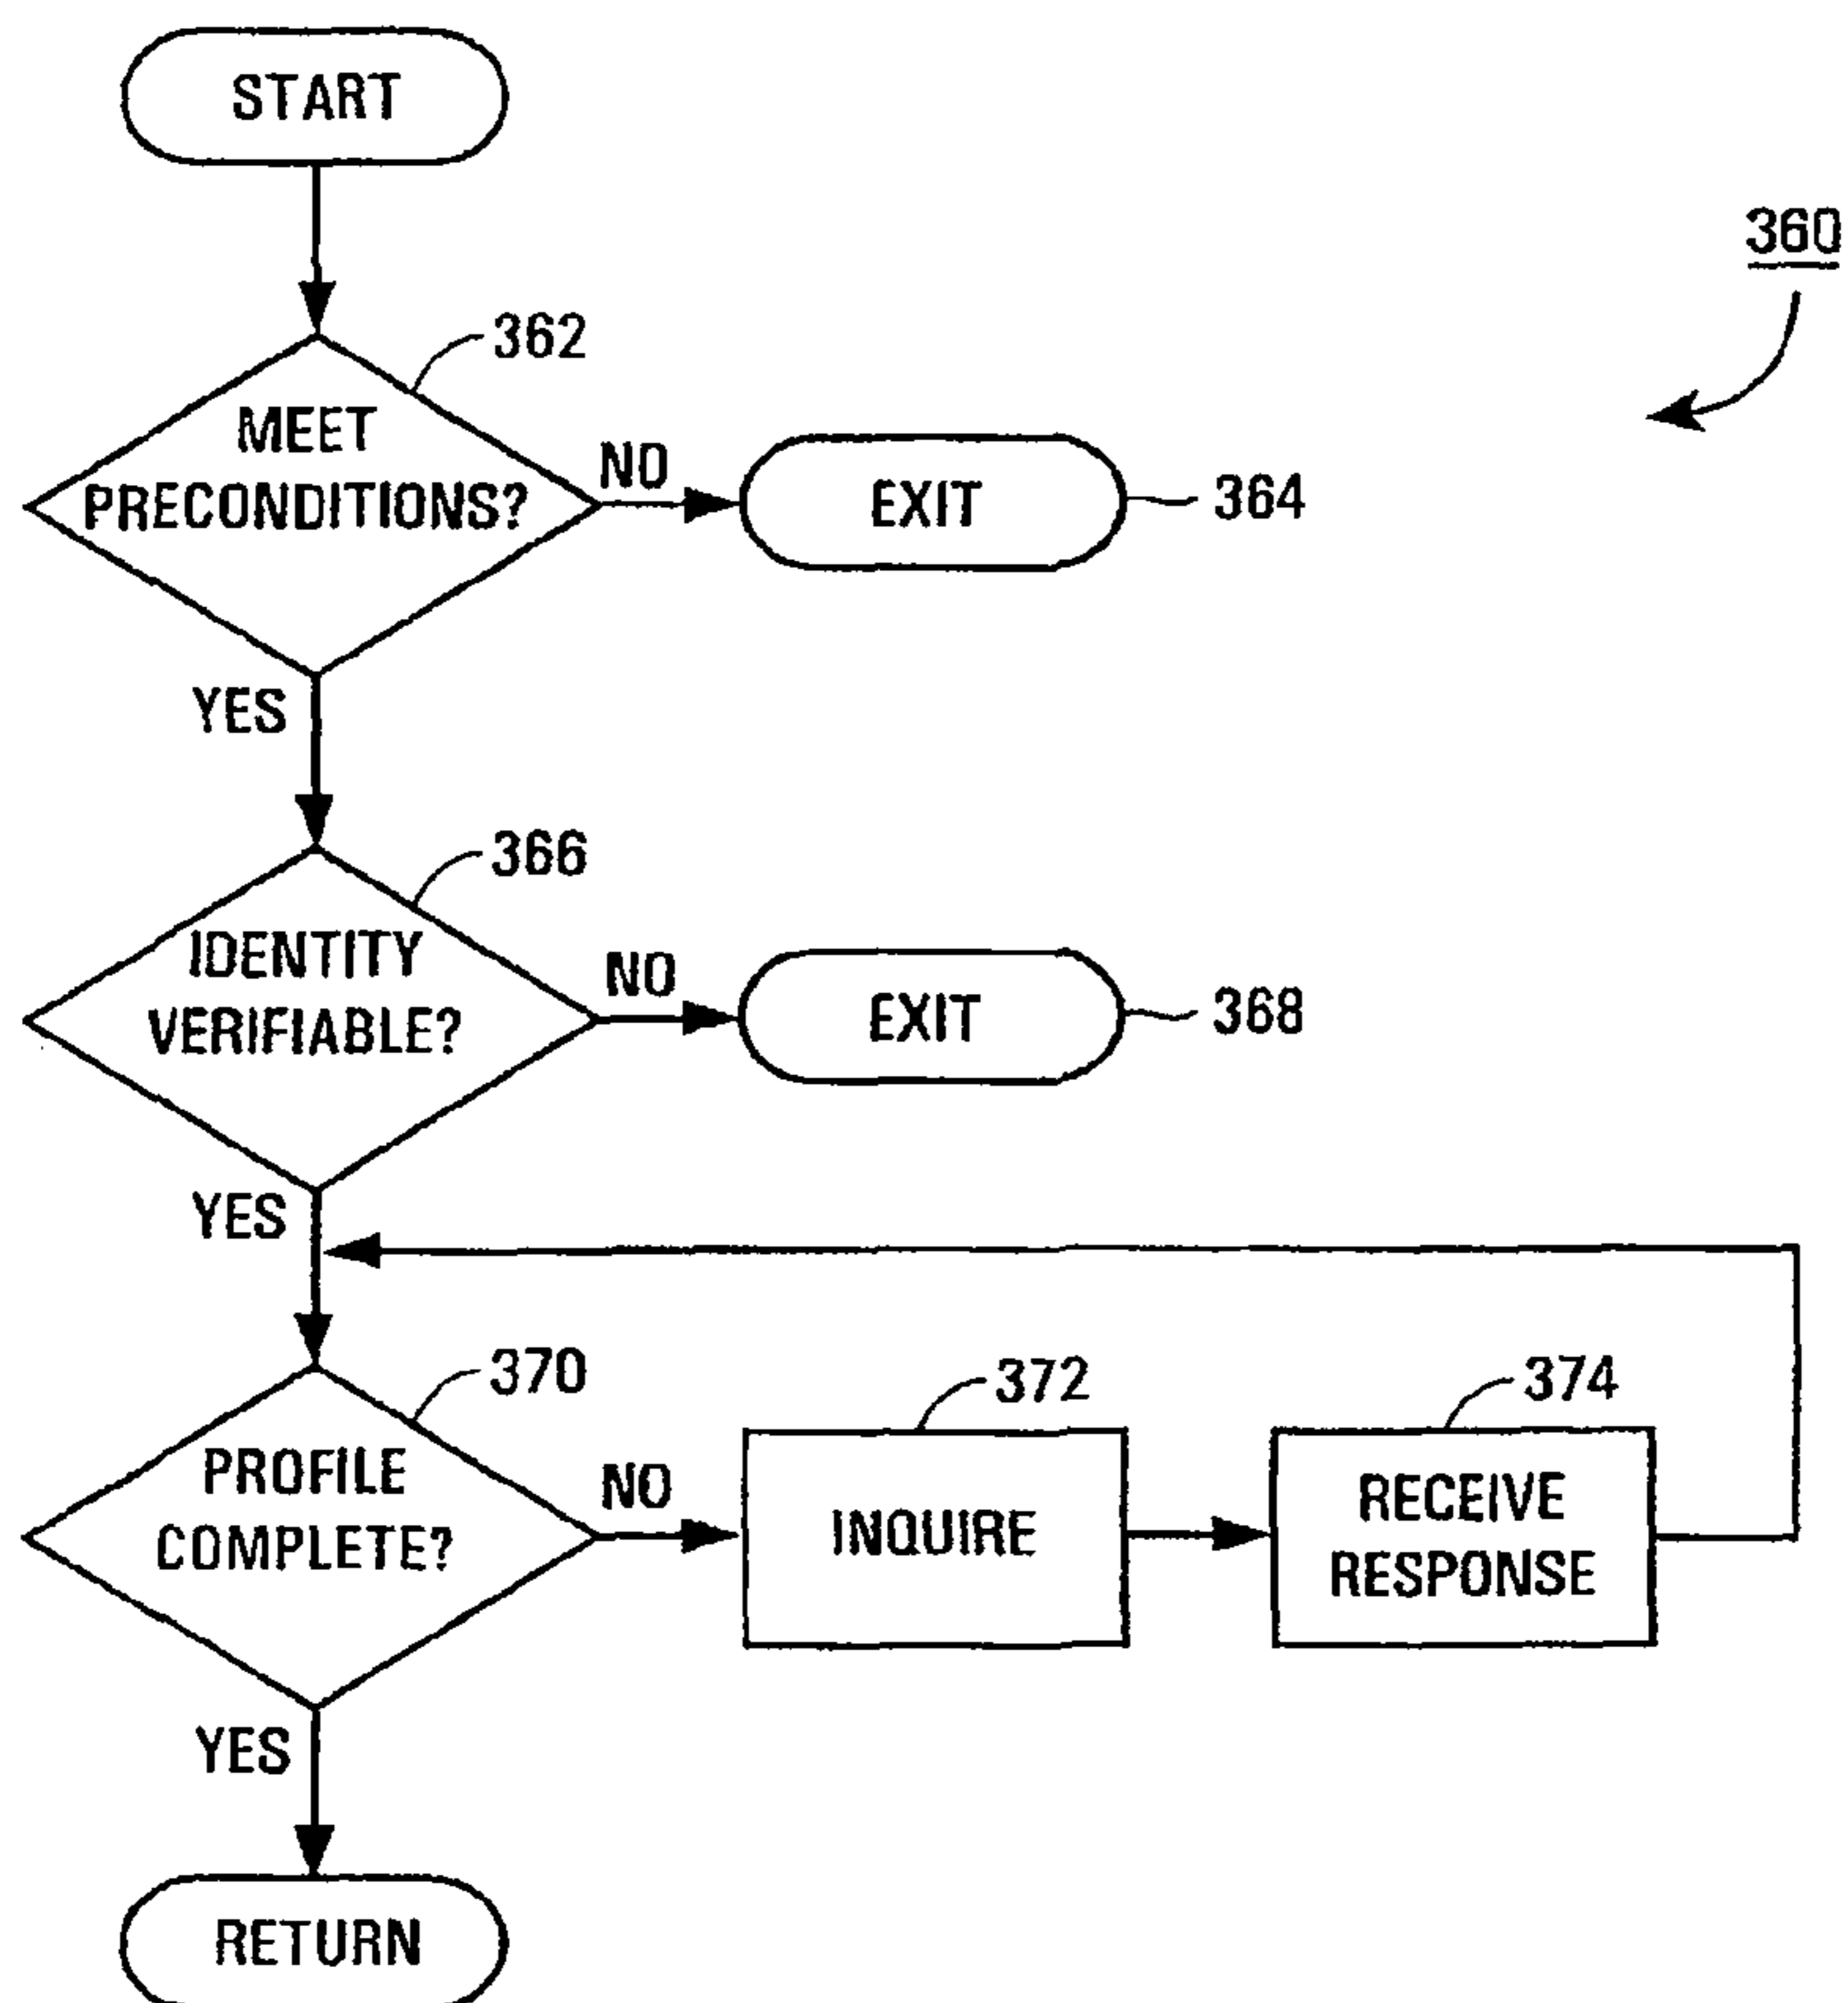 START
360
362
MEET
PRECONDITIONS?
NO
EXIT
364
YES
366
IDENTITY
VERIFIABLE?
NO
EXIT
368
YES
370
PROFILE
COMPLETE?
NO
372
INQUIRE
374
RECEIVE
RESPONSE
YES
RETURN